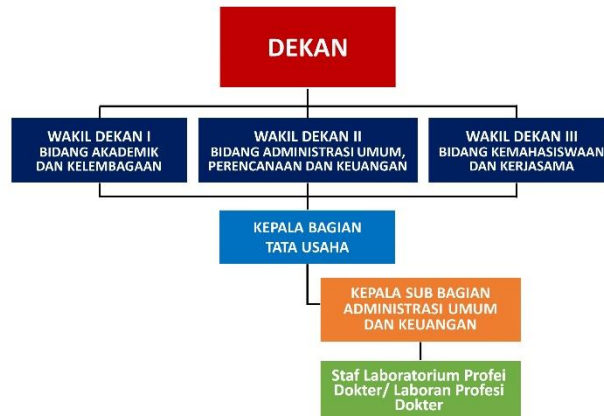 DEKAN
WAKIL DEKAN I
BIDANG AKADEMIK
DAN KELEMBAGAAN
WAKIL DEKAN II
BIDANG ADMINISTRASI UMUM,
PERENCANAAN DAN KEUANGAN
WAKIL DEKAN III
BIDANG KEMAHASISWAAN
DAN KERJASAMA
KEPALA BAGIAN
TATA USAHA
KEPALA SUB BAGIAN
ADMINISTRASI UMUM
DAN KEUANGAN
Staf Laboratorium Profei
Dokter/ Laboran Profesi
Dokter